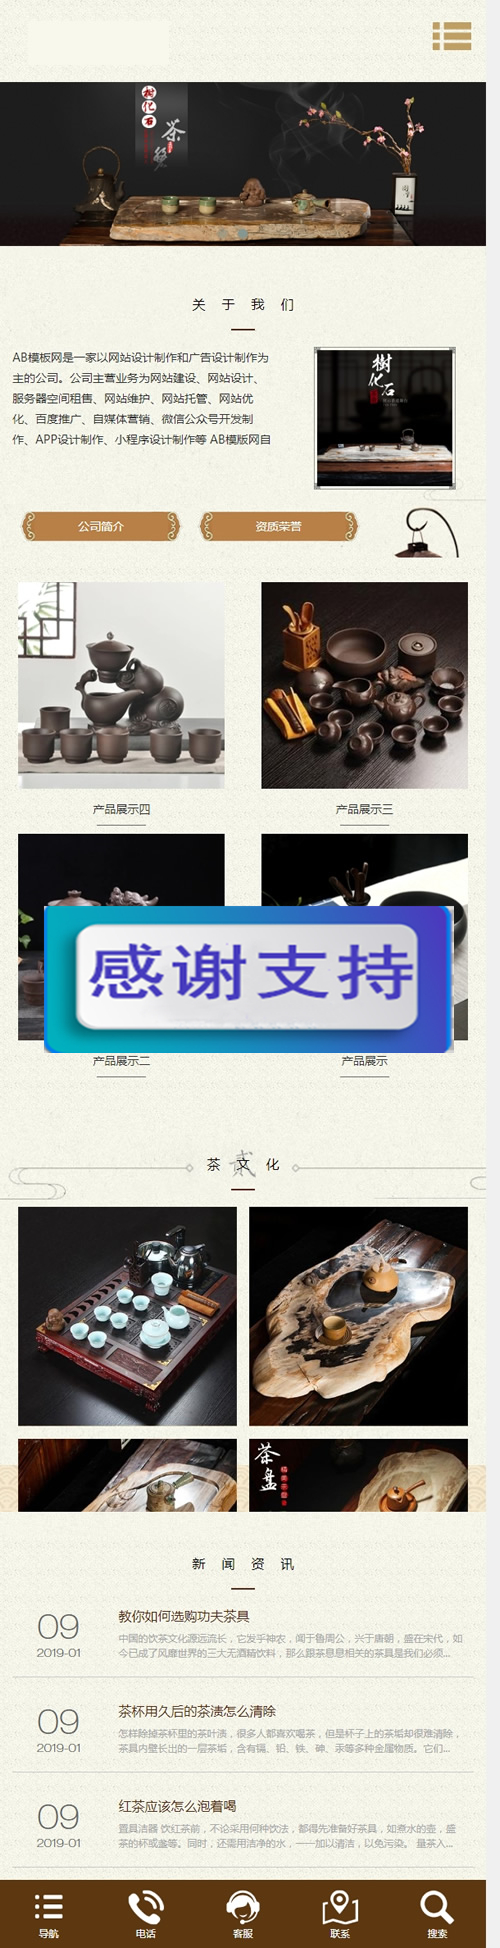 樹化石
茶盤
关于我们
AB模板网是一家以网站设计制作和广告设计制作为
主的公司。公司主营业务为网站建设、网站设计、
服务器空间租售、网站维护、网站托管、网站优
化、百度推广、自媒体营销、微信公众号开发制
作、APP设计制作、小程序设计制作等 AB模版网自
樹化石
公司简介
资质荣誉
产品展示四
产品展示三
感谢支持
产品展示二
产品展示
贰
茶文化
茶盘
新闻资讯
09
2019-01
教你如何选购功夫茶具
中国的饮茶文化源远流长，它发乎神农，闻于鲁周公，兴于唐朝，盛在宋代，如
今已成了风靡世界的三大无酒精饮料，那么跟茶息息相关的茶具是我们必须...
09
2019-01
茶杯用久后的茶渍怎么清除
怎样除掉茶杯里的茶叶渍，很多人都喜欢喝茶，但是杯子上的茶垢却很难清除，
茶具内壁长出的一层茶垢，含有镉、铅、铁、砷、汞等多种金属物质。它们...
09
2019-01
红茶应该怎么泡着喝
置具洁器 饮红茶前，不论采用何种饮法，都得先准备好茶具，如煮水的壶，盛
茶的杯或盏等。同时，还需用洁净的水，一一加以清洁，以免污染。 量茶入...
导航
电话
客服
联系
搜索